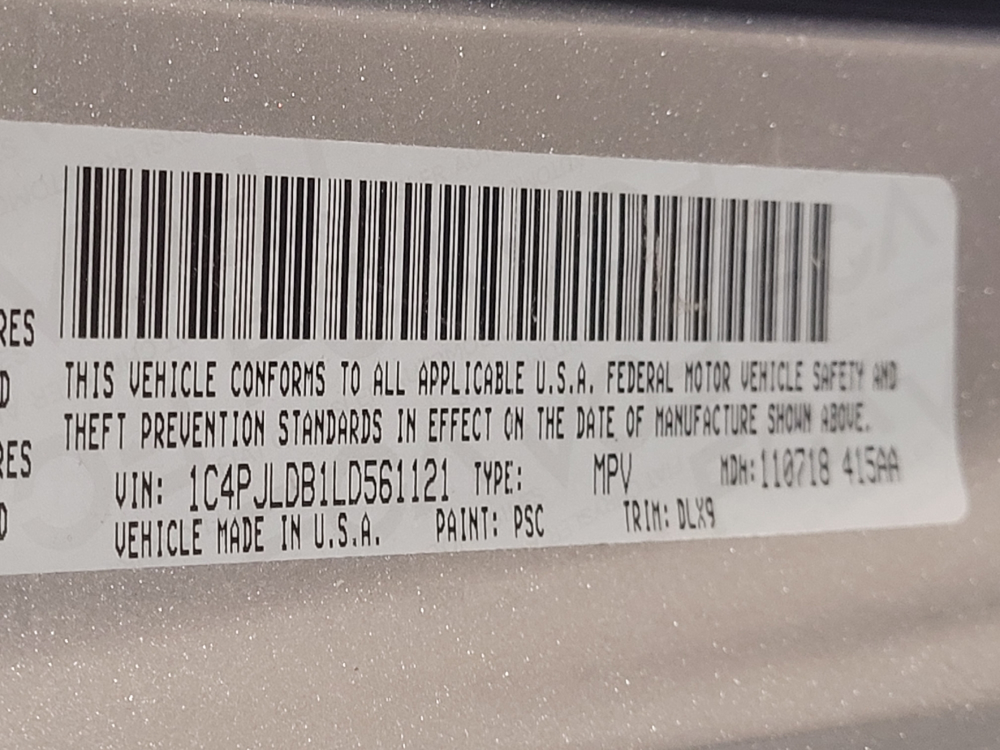 RES
D
RES
D
THIS VEHICLE CONFORMS TO ALL APPLICABLE U.S.A. FEDERAL MOTOR VEHICLE SAFETY AND
THEFT PREVENTION STANDARDS IN EFFECT ON THE DATE OF MANUFACTURE SHOWN ABOVE.
VIN: 1C4PJLDB1LD561121 TYPE: MPV MDH:110718 415AA
VEHICLE MADE IN U.S.A. PAINT: PSC TRIM: DLX9